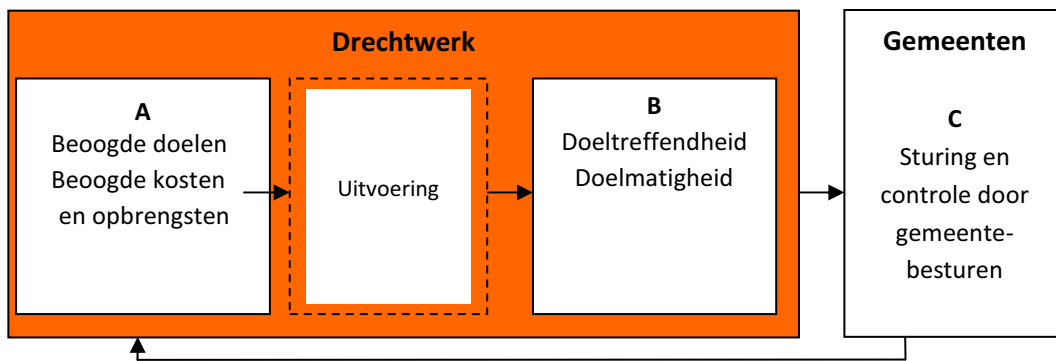 Drechtwerk
A
Beoogde doelen
Beoogde kosten
en opbrengsten
Uitvoering
B
Doeltreffendheid
Doelmatigheid
Gemeenten
C
Sturing en
controle door
gemeente-
besturen